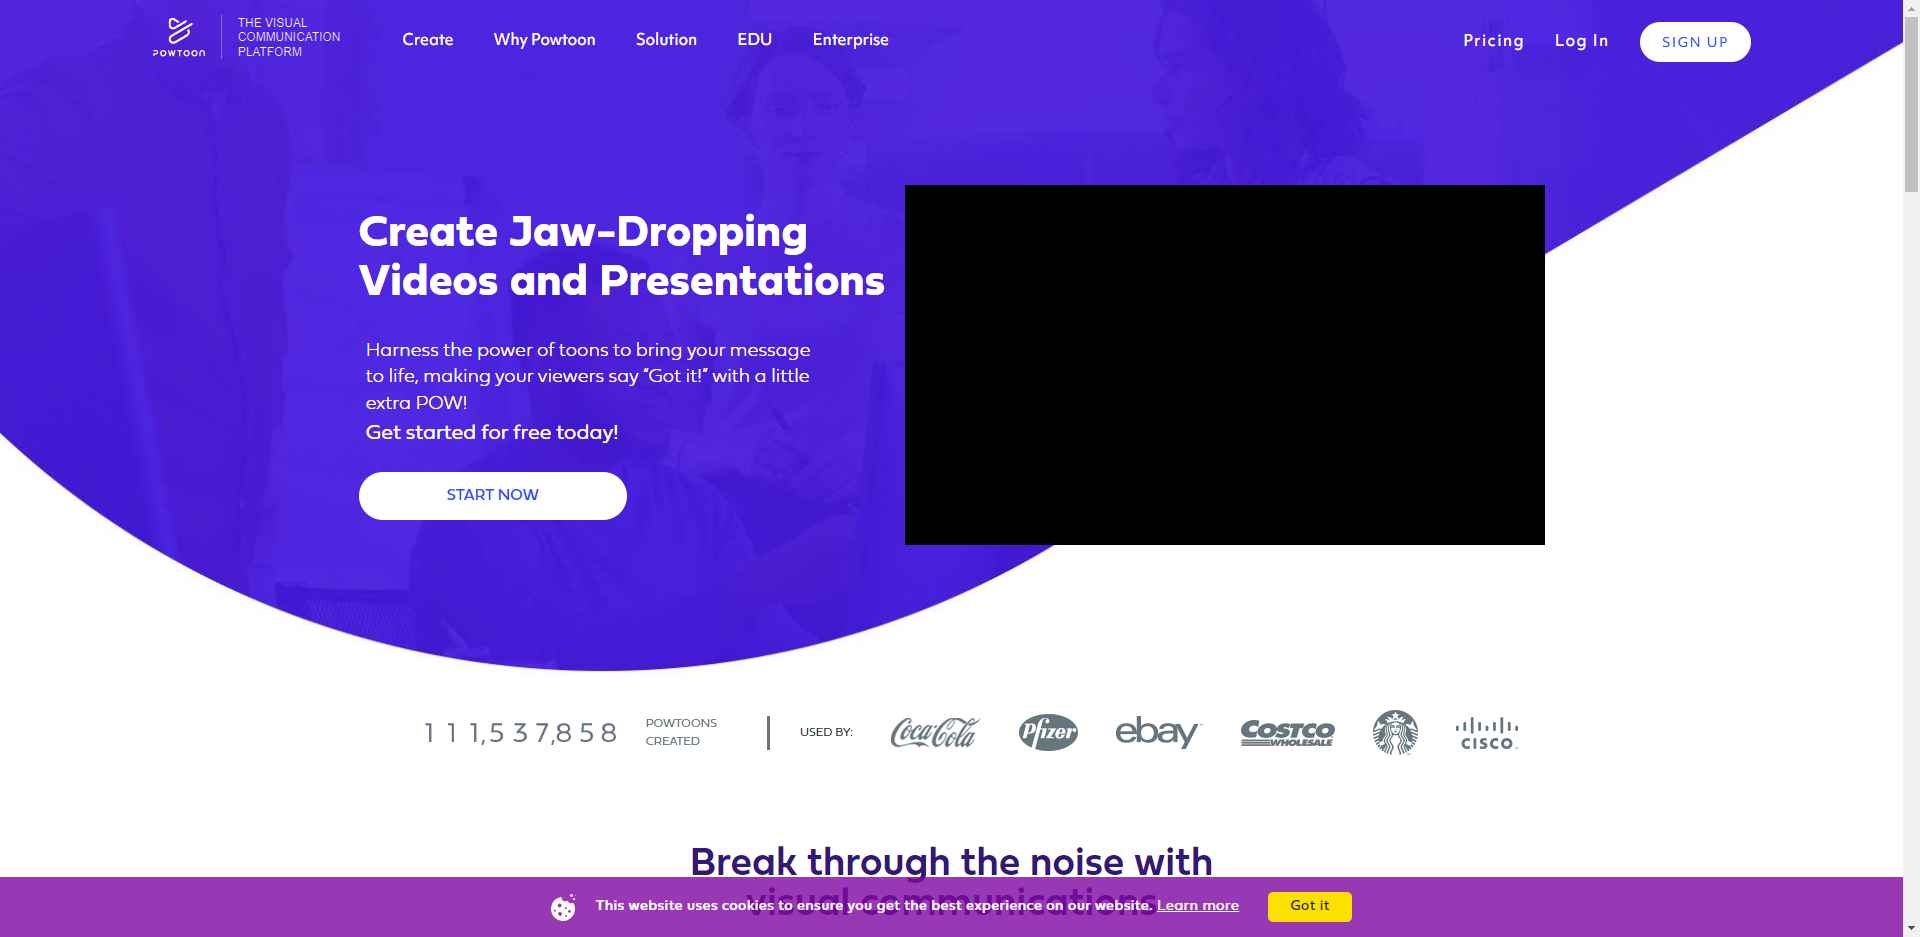 POWTOON
THE VISUAL
COMMUNICATION
PLATFORM
Create
Why Powtoon
Solution
EDU
Enterprise
Pricing
Log In
SIGN UP
Create Jaw-Dropping
Videos and Presentations
Harness the power of toons to bring your message
to life, making your viewers say "Got it!" with a little
extra POW!
Get started for free today!
START NOW
111,537,858
POWTOONS
CREATED
USED BY:
Coca-Cola
Pfizer
ebay
COSTCO
WHOLESALE
CISCO
Break through the noise with
visual communications
This website uses cookies to ensure you get the best experience on our website. Learn more
Got it